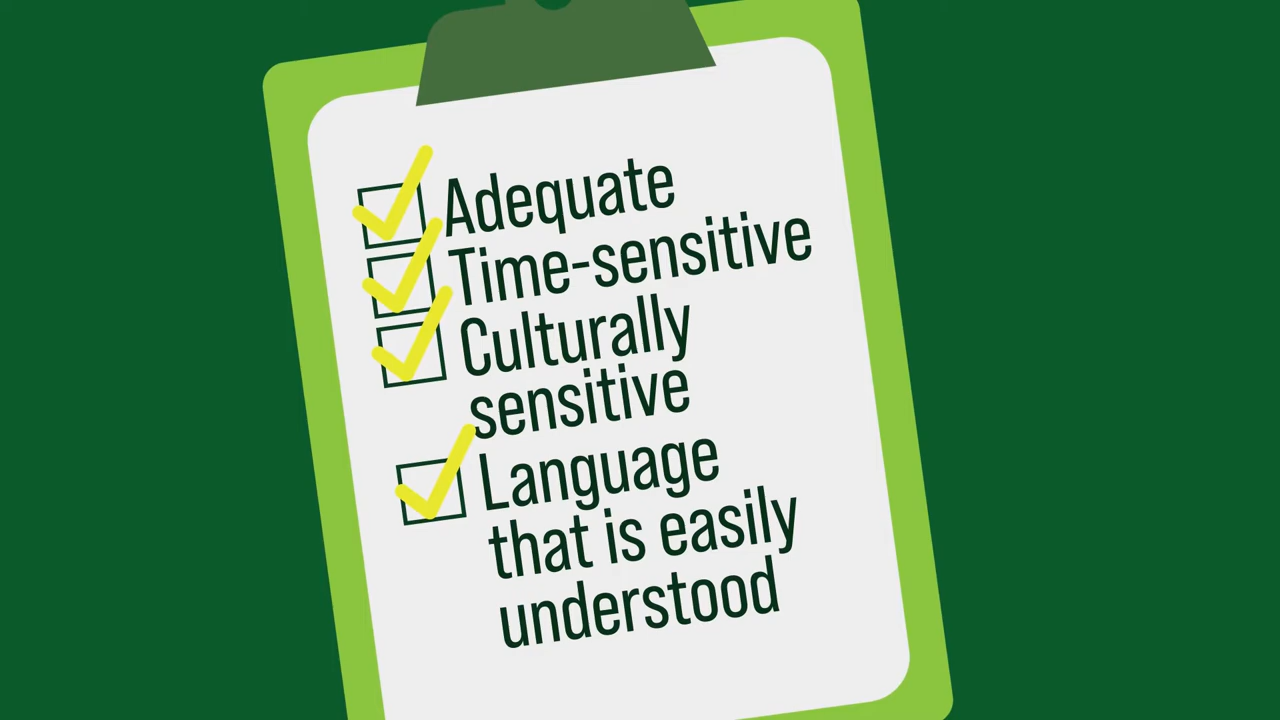 Adequate
Time-sensitive
Culturally
sensitive
Language
that is easily
understood